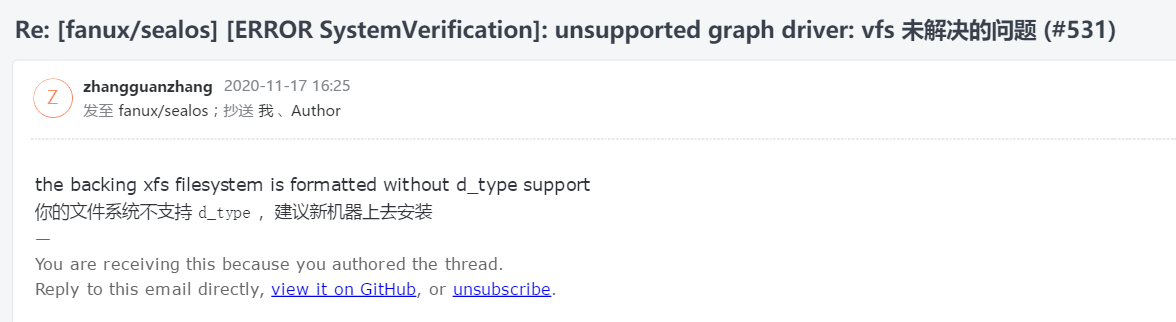 Re: [fanux/sealos] [ERROR SystemVerification]: unsupported graph driver: vfs 未解决的问题 (#531)
Z
zhangguanzhang 2020-11-17 16:25
发至 fanux/sealos；抄送 我、Author
the backing xfs filesystem is formatted without d_type support
你的文件系统不支持 d_type ，建议新机器上去安装
—
You are receiving this because you authored the thread.
Reply to this email directly, view it on GitHub, or unsubscribe.